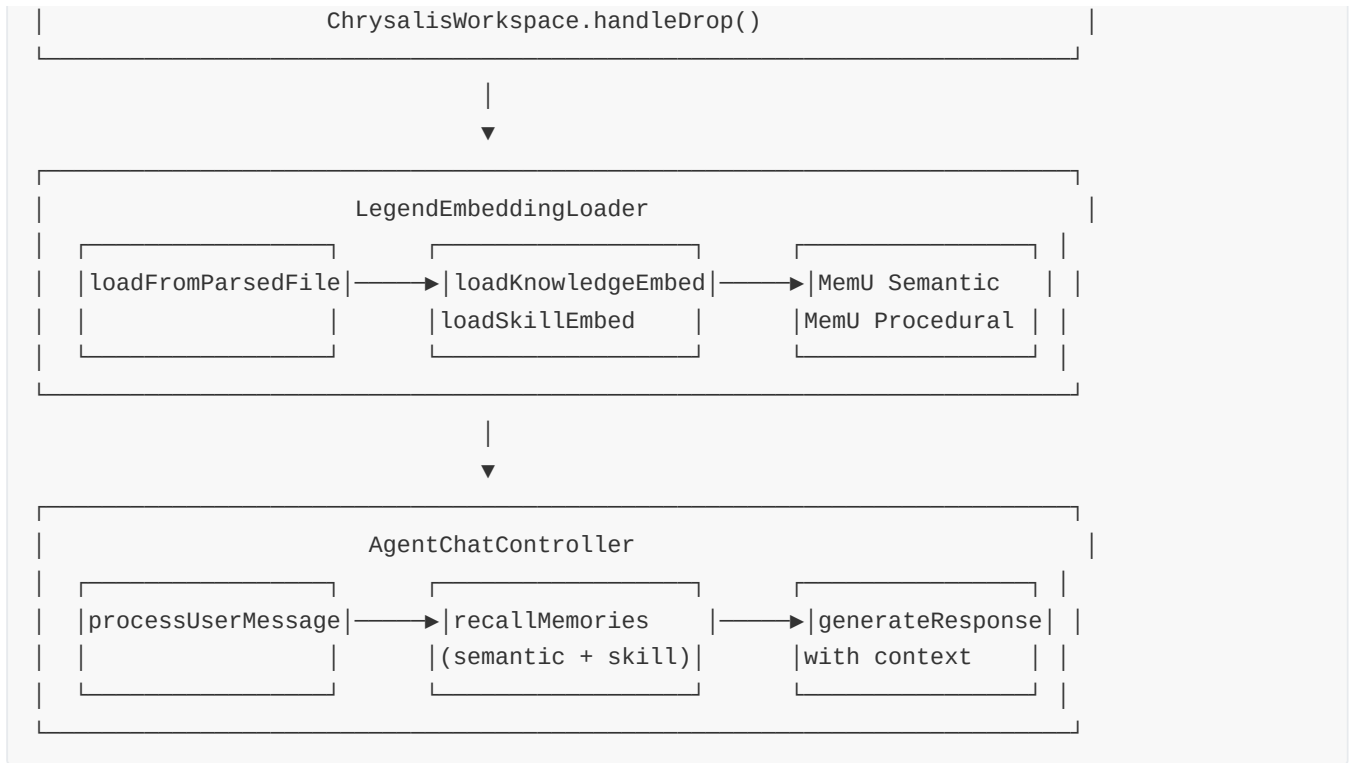 ChrysalisWorkspace.handleDrop()
LegendEmbeddingLoader
loadFromParsedFile loadKnowledgeEmbed MemU Semantic
loadSkillEmbed MemU Procedural
AgentChatController
processUserMessage recallMemories generateResponse
(semantic + skill) with context